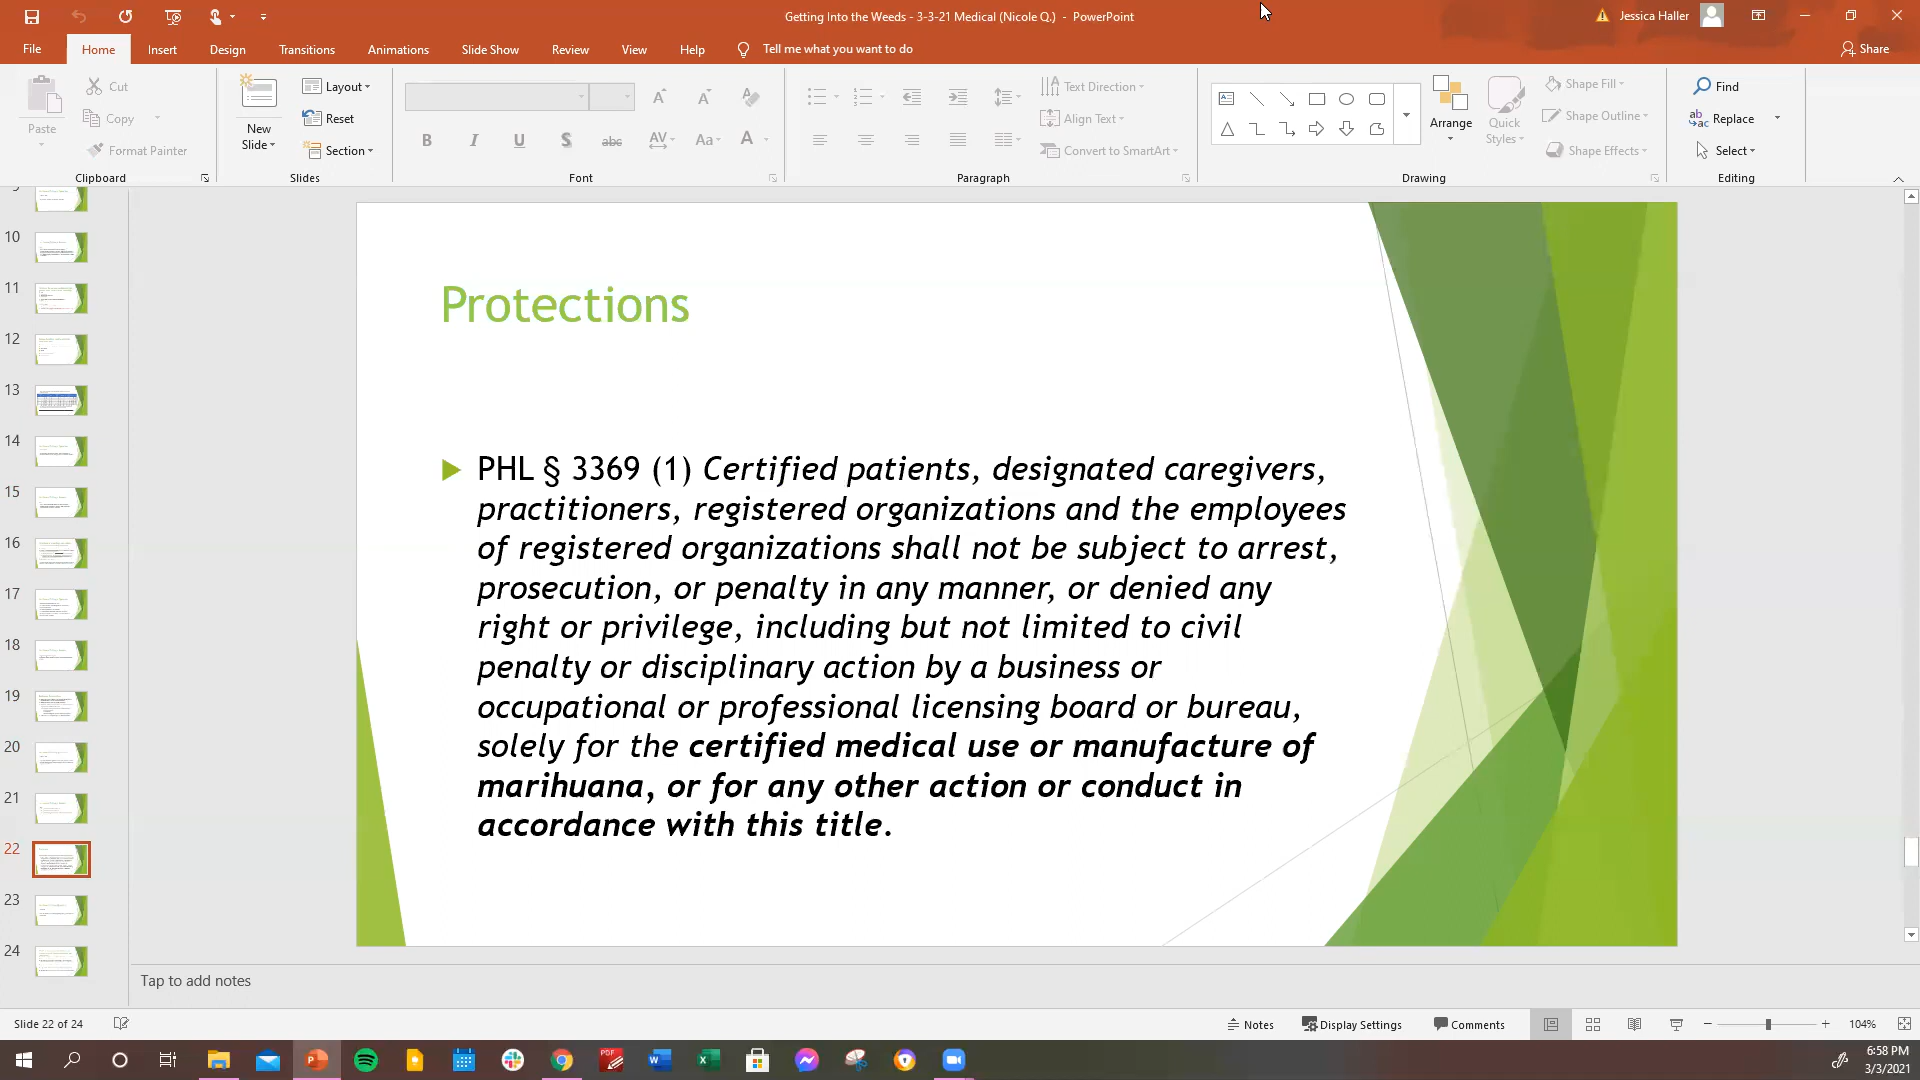 Getting Into the Weeds - 3-3-21 Medical (Nicole Q.) - PowerPoint
Jessica Haller
File Home Insert Design Transitions Animations Slide Show Review View Help Tell me what you want to do
Share
Paste
Cut
Copy
Format Painter
Clipboard
New Slide
Layout
Reset
Section
Slides
B I U S abc AV Aa A
Font
Text Direction
Align Text
Convert to SmartArt
Paragraph
Arrange
Quick Styles
Shape Fill
Shape Outline
Shape Effects
Drawing
Find
Replace
Select
Editing
10
11
12
13
14
15
16
17
18
19
20
21
22
23
24
Protections
PHL § 3369 (1) Certified patients, designated caregivers,
practitioners, registered organizations and the employees
of registered organizations shall not be subject to arrest,
prosecution, or penalty in any manner, or denied any
right or privilege, including but not limited to civil
penalty or disciplinary action by a business or
occupational or professional licensing board or bureau,
solely for the certified medical use or manufacture of
marihuana, or for any other action or conduct in
accordance with this title.
Tap to add notes
Slide 22 of 24
Notes Display Settings Comments 104%
6:58 PM
3/3/2021